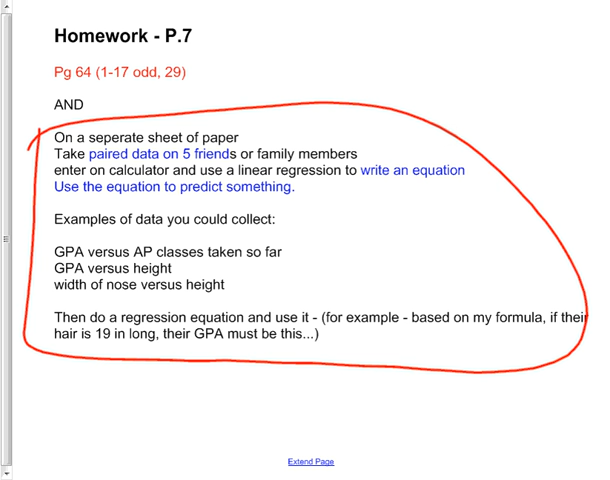 Homework - P.7
Pg 64 (1-17 odd, 29)
AND
On a seperate sheet of paper
Take paired data on 5 friends or family members
enter on calculator and use a linear regression to write an equation
Use the equation to predict something.
Examples of data you could collect:
GPA versus AP classes taken so far
GPA versus height
width of nose versus height
Then do a regression equation and use it - (for example - based on my formula, if their
hair is 19 in long, their GPA must be this...)
Extend Page